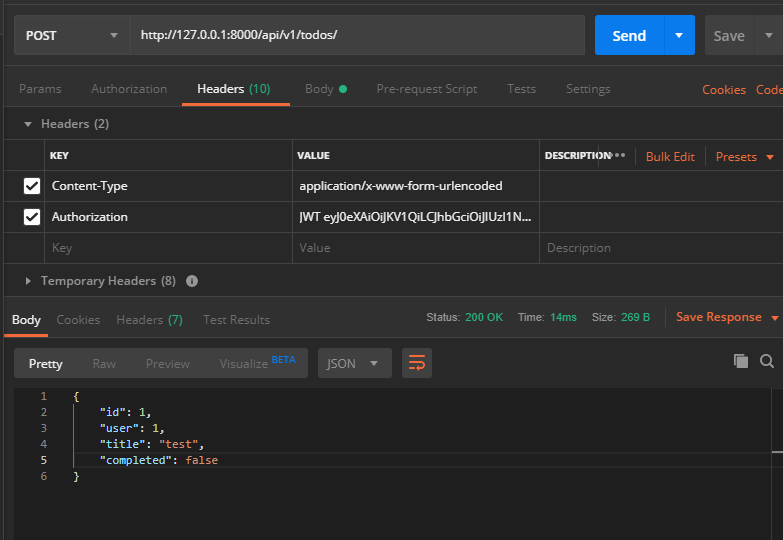 POST http://127.0.0.1:8000/api/v1/todos/ Send Save
Params Authorization Headers (10) Body Pre-request Script Tests Settings Cookies Code
Headers (2)
KEY VALUE DESCRIPTION ••• Bulk Edit Presets
Content-Type application/x-www-form-urlencoded
Authorization JWT eyJ0eXAiOiJKV1QiLCJhbGciOiJIUzI1N...
Key Value Description
Temporary Headers (8) i
Body Cookies Headers (7) Test Results Status: 200 OK Time: 14ms Size: 269 B Save Response
Pretty Raw Preview Visualize BETA JSON
1 {
2 "id": 1,
3 "user": 1,
4 "title": "test",
5 "completed": false
6 }